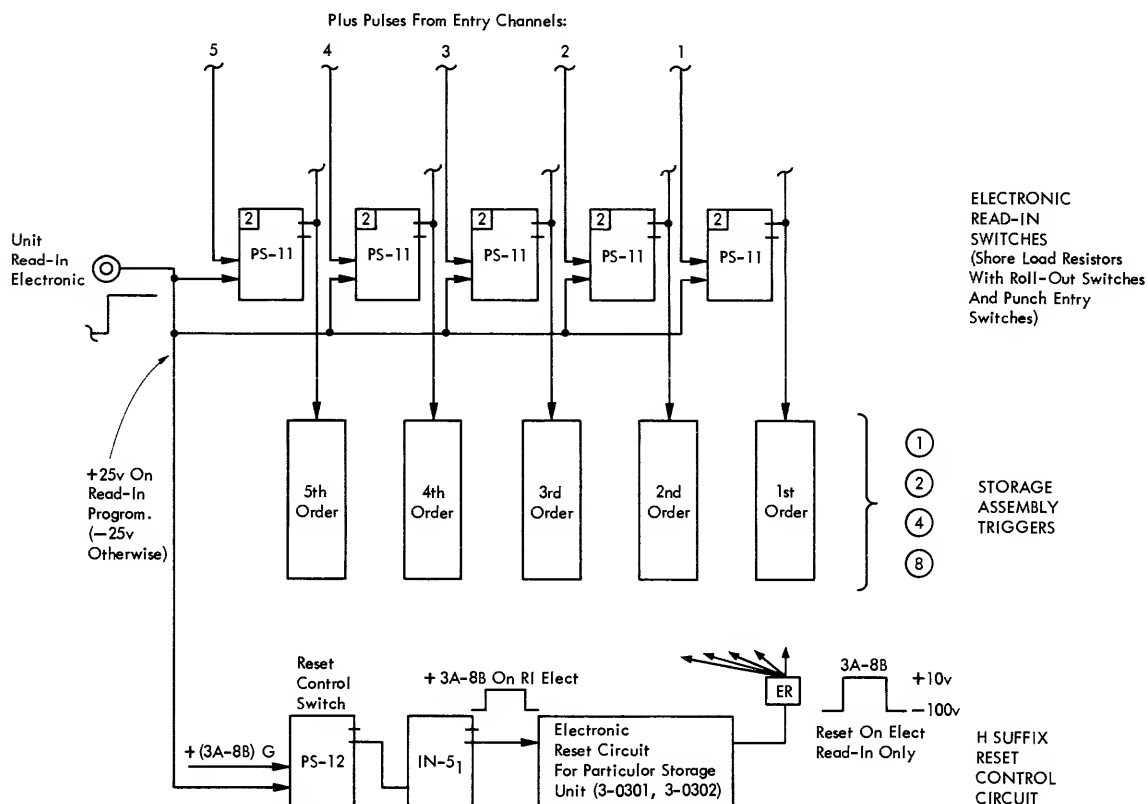 Plus Pulses From Entry Channels:
5 4 3 2 1
2 2 2 2 2
PS-11 PS-11 PS-11 PS-11 PS-11
Unit
Read-In
Electronic
ELECTRONIC
READ-IN
SWITCHES
(Shore Load Resistors
With Roll-Out Switches
And Punch Entry
Switches)
+25v On
Read-In
Progrom.
(−25v
Otherwise)
5th
Order
4th
Order
3rd
Order
2nd
Order
1st
Order
1
2
4
8
STORAGE
ASSEMBLY
TRIGGERS
Reset
Control
Switch
+ 3A-8B On RI Elect
+ (3A-8B) G
PS-12
IN-51
Electronic
Reset Circuit
For Particulor Storage
Unit (3-0301, 3-0302)
ER
3A-8B
+10v
−100v
Reset On Elect
Read-In Only
H SUFFIX
RESET
CONTROL
CIRCUIT